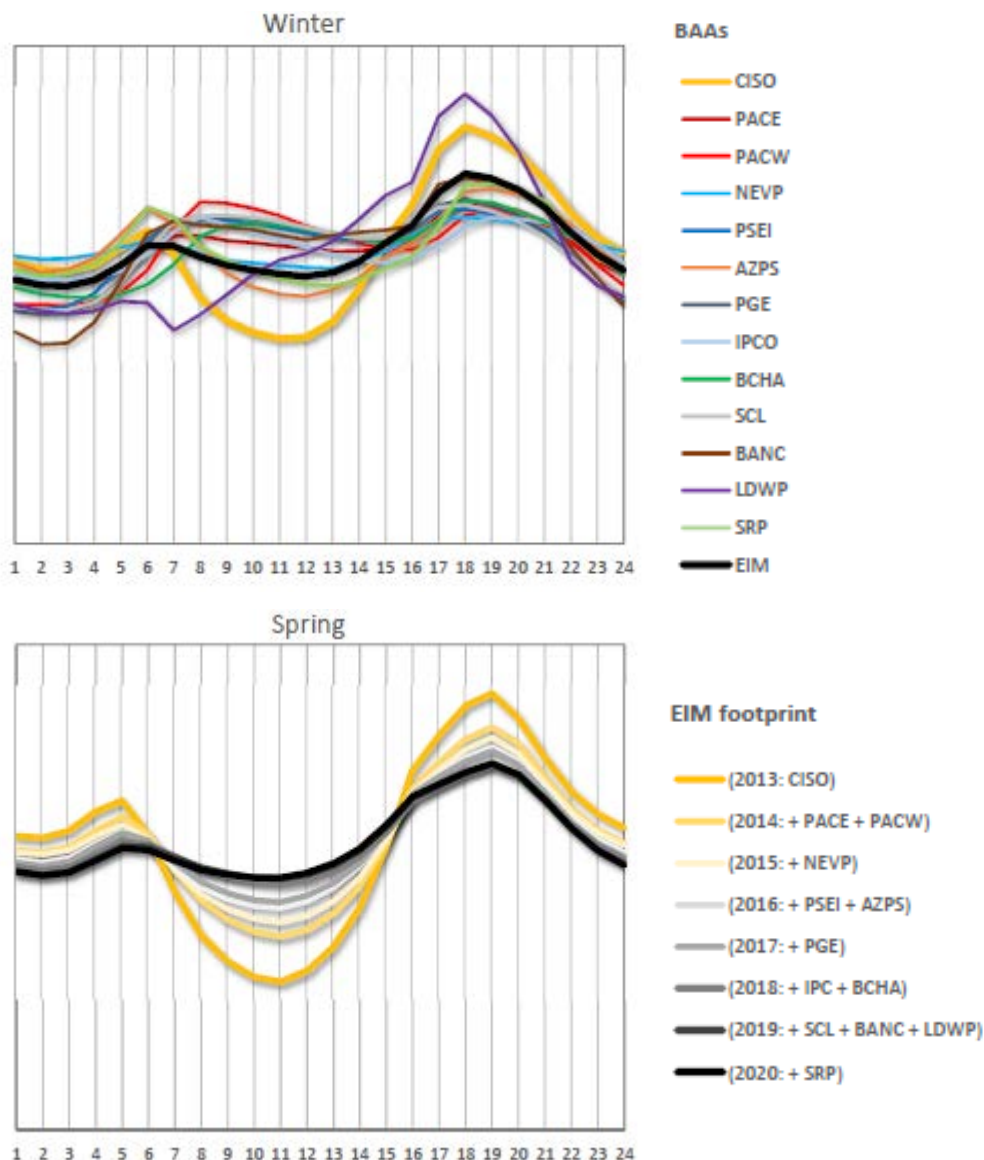 Winter
BAAs
CISO
PACE
PACW
NEVP
PSEI
AZPS
PGE
IPCO
BCHA
SCL
BANC
LDWP
SRP
EIM
1 2 3 4 5 6 7 8 9 10 11 12 13 14 15 16 17 18 19 20 21 22 23 24
Spring
EIM footprint
(2013: CISO)
(2014: + PACE + PACW)
(2015: + NEVP)
(2016: + PSEI + AZPS)
(2017: + PGE)
(2018: + IPC + BCHA)
(2019: + SCL + BANC + LDWP)
(2020: + SRP)
1 2 3 4 5 6 7 8 9 10 11 12 13 14 15 16 17 18 19 20 21 22 23 24